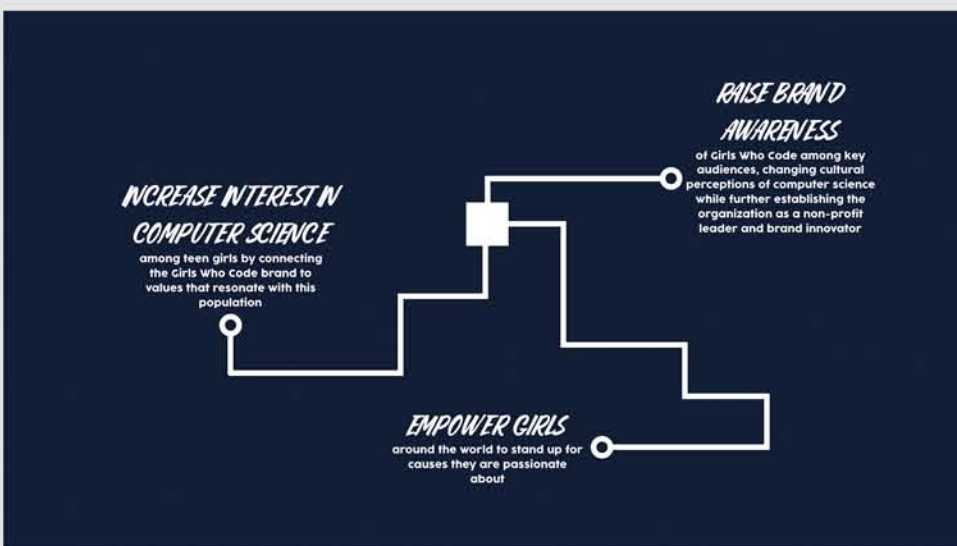 INCREASE INTEREST IN
COMPUTER SCIENCE
among teen girls by connecting
the Girls Who Code brand to
values that resonate with this
population
RAISE BRAND
AWARENESS
of Girls Who Code among key
audiences, changing cultural
perceptions of computer science
while further establishing the
organization as a non-profit
leader and brand innovator
EMPOWER GIRLS
around the world to stand up for
causes they are passionate
about